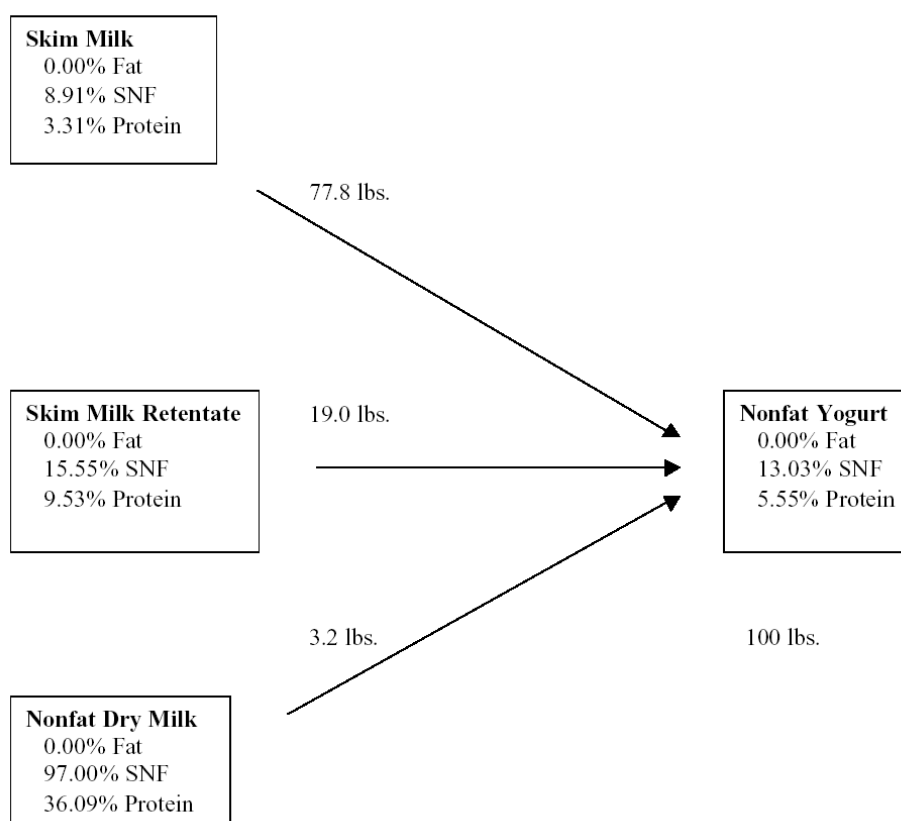 Skim Milk
0.00% Fat
8.91% SNF
3.31% Protein
77.8 lbs.
Skim Milk Retentate
0.00% Fat
15.55% SNF
9.53% Protein
19.0 lbs.
Nonfat Yogurt
0.00% Fat
13.03% SNF
5.55% Protein
3.2 lbs.
100 lbs.
Nonfat Dry Milk
0.00% Fat
97.00% SNF
36.09% Protein